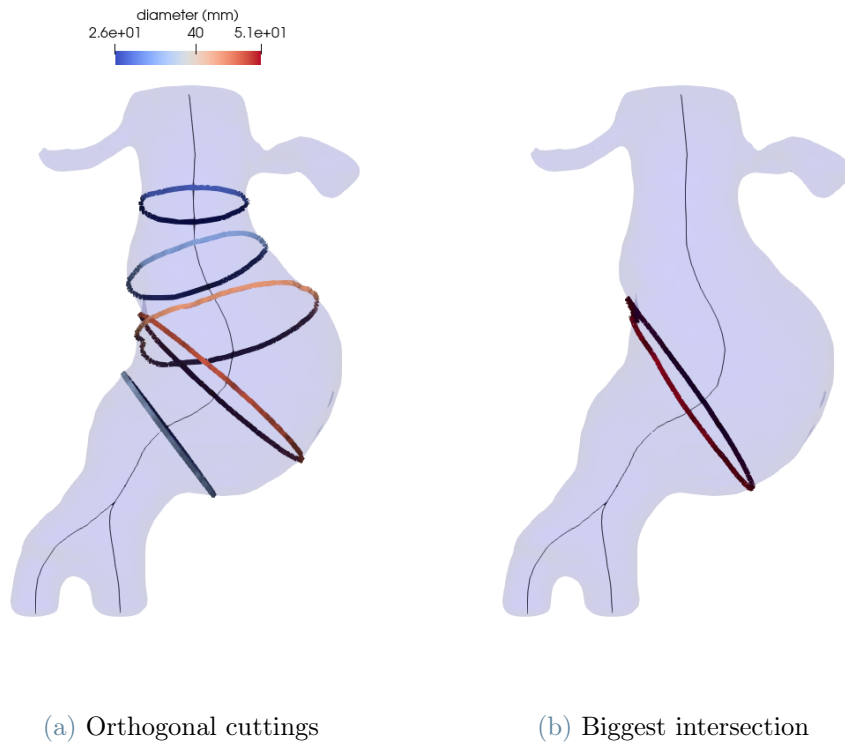 diameter (mm)
2.6e+01 40 5.1e+01
(a) Orthogonal cuttings
(b) Biggest intersection